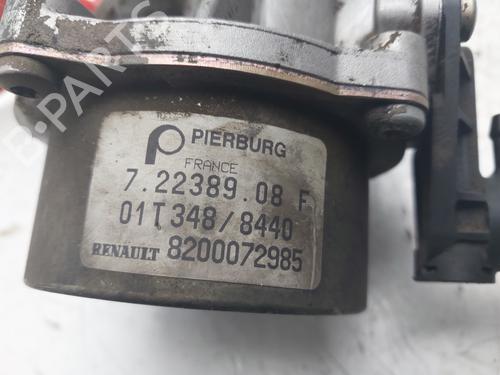 B-PARTS
PIERBURG
FRANCE
7.22389.08 F
01T348/8440
RENAULT 8200072985